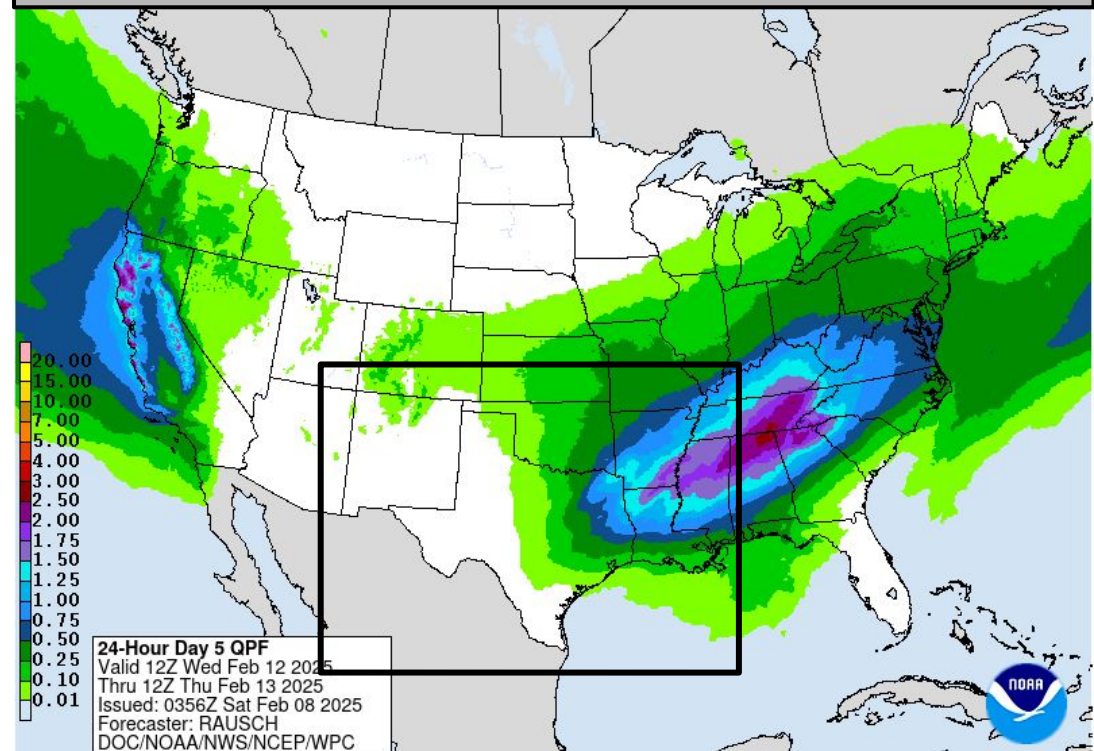 20.00
15.00
10.00
7.00
5.00
4.00
3.00
2.50
2.00
1.75
1.50
1.25
1.00
0.50
0.25
0.10
0.01
24-Hour Day 5 QPF
Valid 12Z Wed Feb 12 2025
Thru 12Z Thu Feb 13 2025
Issued: 0356Z Sat Feb 08 2025
Forecaster: RAUSCH
DOC/NOAA/NWS/NCEP/WPC
NOAA